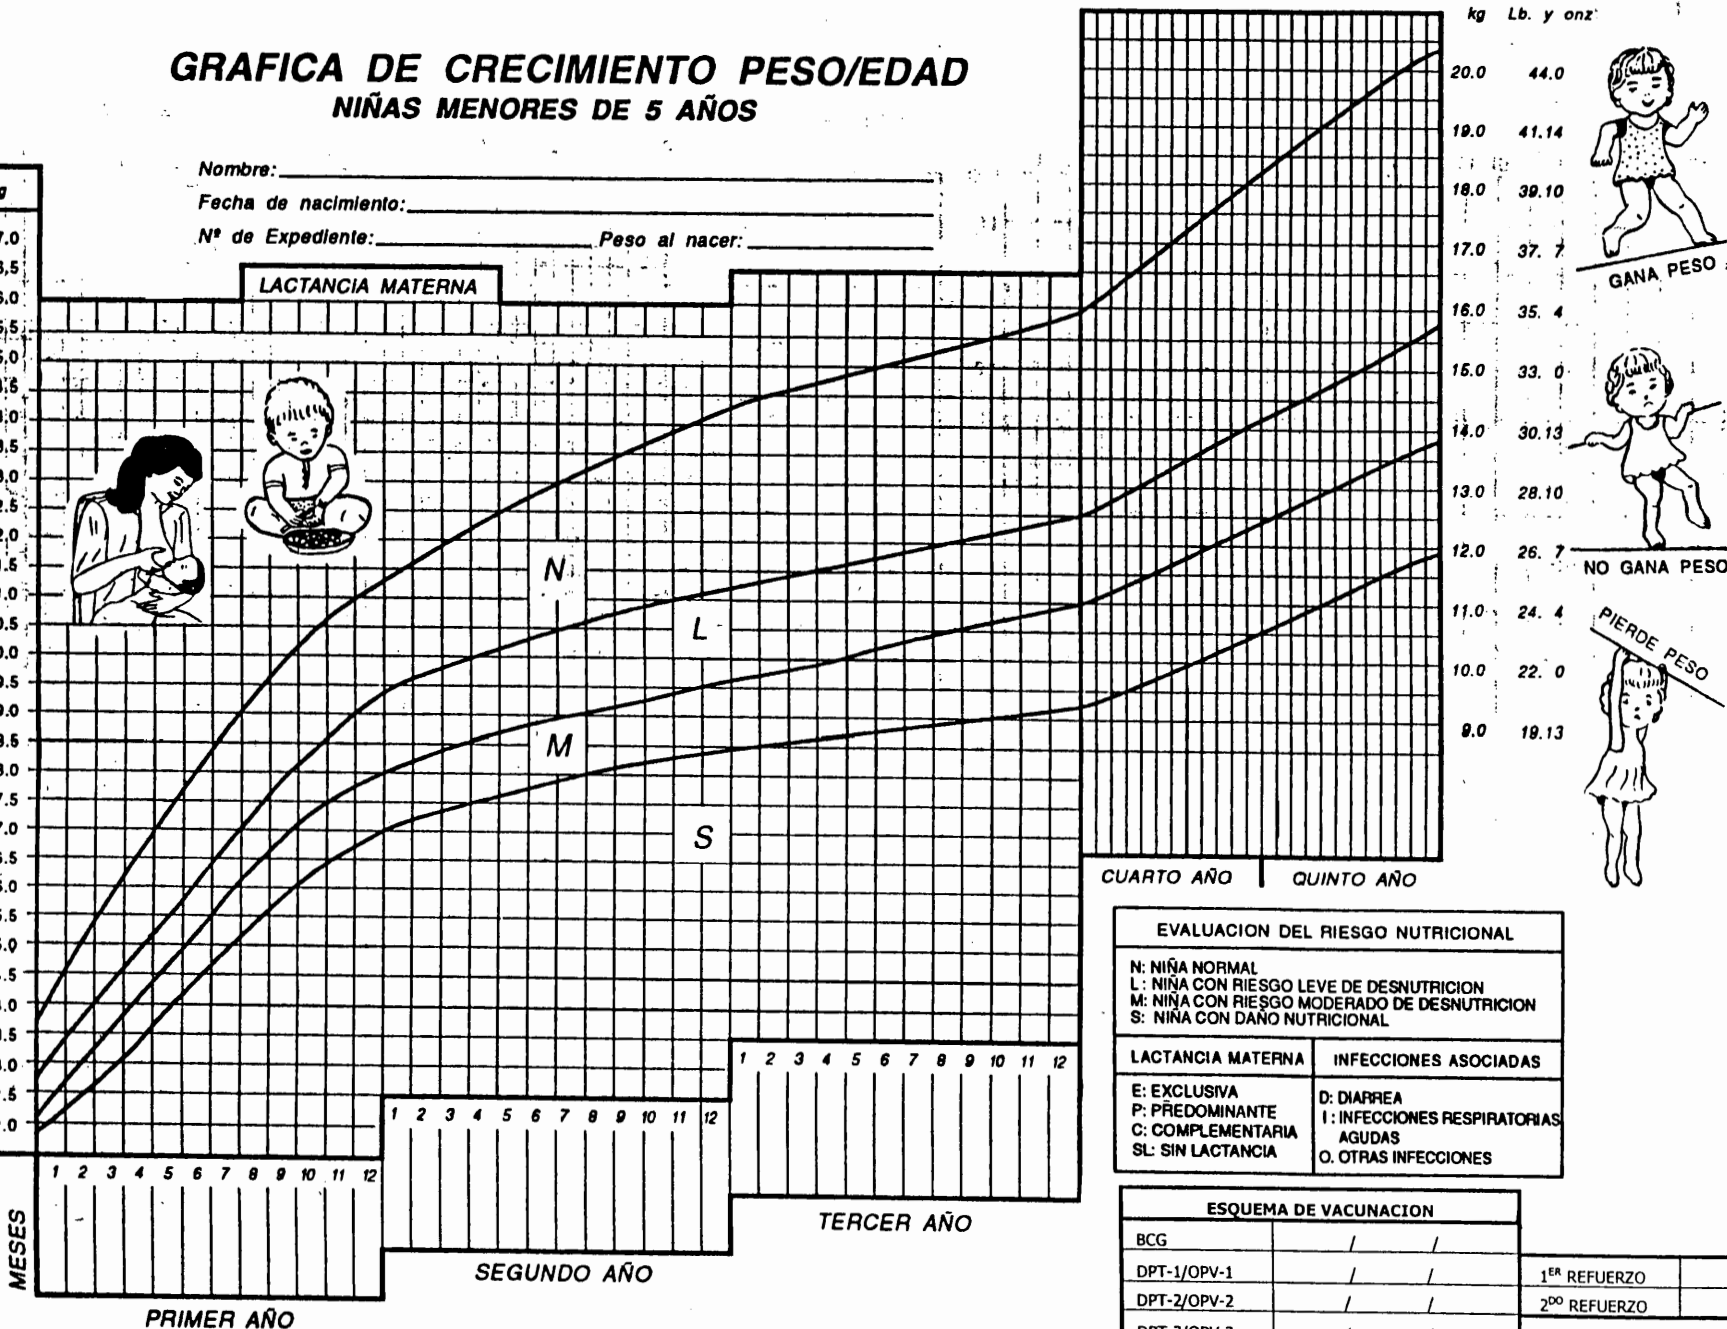 GRAFICA DE CRECIMIENTO PESO/EDAD
NIÑAS MENORES DE 5 AÑOS
Nombre:
Fecha de nacimiento:
Nº de Expediente: Peso al nacer:
LACTANCIA MATERNA
kg Lb. y onz
20.0 44.0
19.0 41.14
18.0 39.10
17.0 37. 7
16.0 35. 4
15.0 33. 0
14.0 30.13
13.0 28.10
12.0 26. 7
11.0 24. 4
10.0 22. 0
9.0 19.13
GANA PESO
NO GANA PESO
PIERDE PESO
N
L
M
S
1 2 3 4 5 6 7 8 9 10 11 12
MESES
PRIMER AÑO
1 2 3 4 5 6 7 8 9 10 11 12
SEGUNDO AÑO
1 2 3 4 5 6 7 8 9 10 11 12
TERCER AÑO
CUARTO AÑO QUINTO AÑO
EVALUACION DEL RIESGO NUTRICIONAL
N: NIÑA NORMAL
L: NIÑA CON RIESGO LEVE DE DESNUTRICION
M: NIÑA CON RIESGO MODERADO DE DESNUTRICION
S: NIÑA CON DAÑO NUTRICIONAL
LACTANCIA MATERNA
E: EXCLUSIVA
P: PREDOMINANTE
C: COMPLEMENTARIA
SL: SIN LACTANCIA
INFECCIONES ASOCIADAS
D: DIARREA
I: INFECCIONES RESPIRATORIAS
AGUDAS
O. OTRAS INFECCIONES
ESQUEMA DE VACUNACION
BCG / /
DPT-1/OPV-1 / / 1ER REFUERZO
DPT-2/OPV-2 / / 2DO REFUERZO